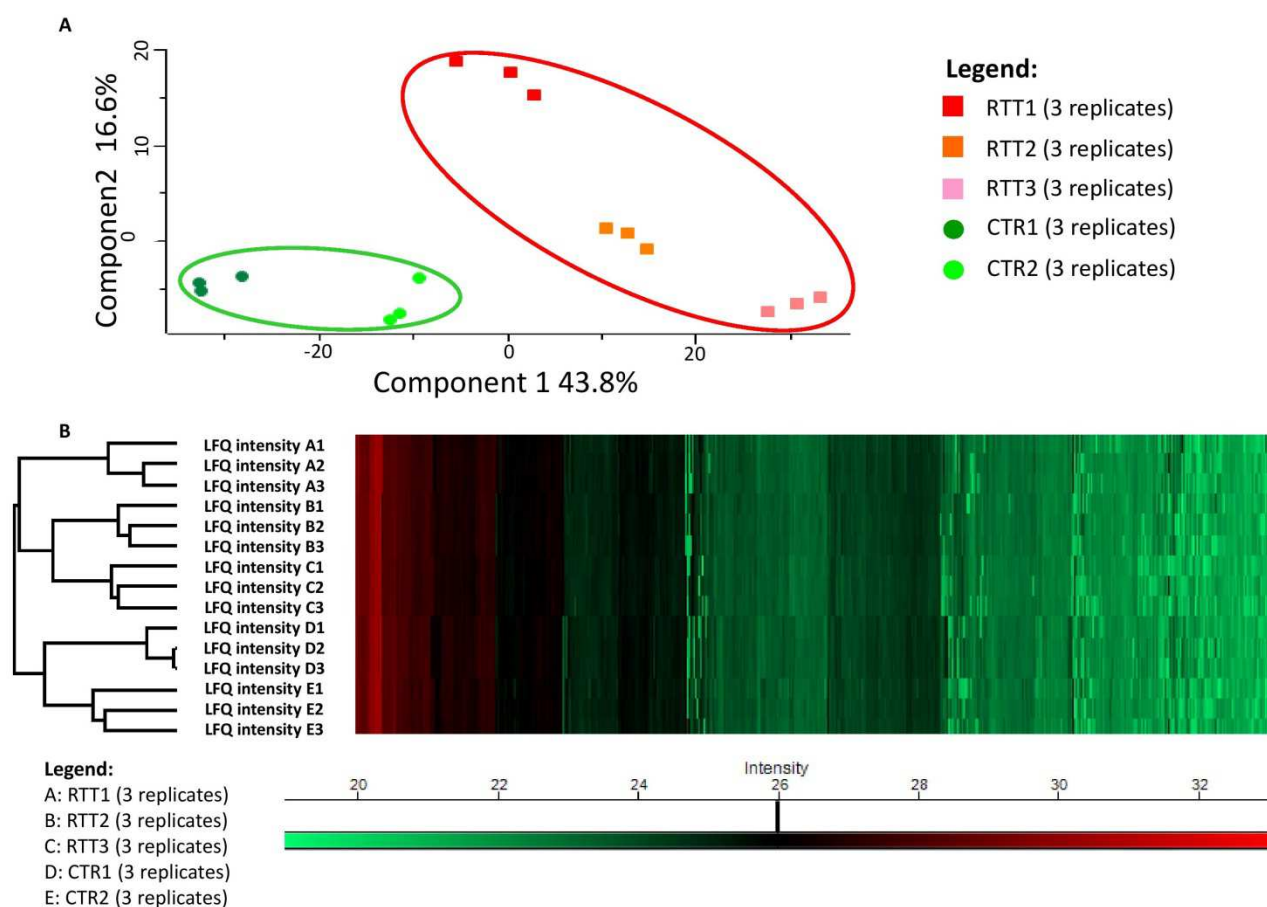 A
20
10
0
Componen2 16.6%
-20
0
20
Component 1 43.8%
Legend:
RTT1 (3 replicates)
RTT2 (3 replicates)
RTT3 (3 replicates)
CTR1 (3 replicates)
CTR2 (3 replicates)
B
LFQ intensity A1
LFQ intensity A2
LFQ intensity A3
LFQ intensity B1
LFQ intensity B2
LFQ intensity B3
LFQ intensity C1
LFQ intensity C2
LFQ intensity C3
LFQ intensity D1
LFQ intensity D2
LFQ intensity D3
LFQ intensity E1
LFQ intensity E2
LFQ intensity E3
Legend:
A: RTT1 (3 replicates)
B: RTT2 (3 replicates)
C: RTT3 (3 replicates)
D: CTR1 (3 replicates)
E: CTR2 (3 replicates)
Intensity
20 22 24 26 28 30 32